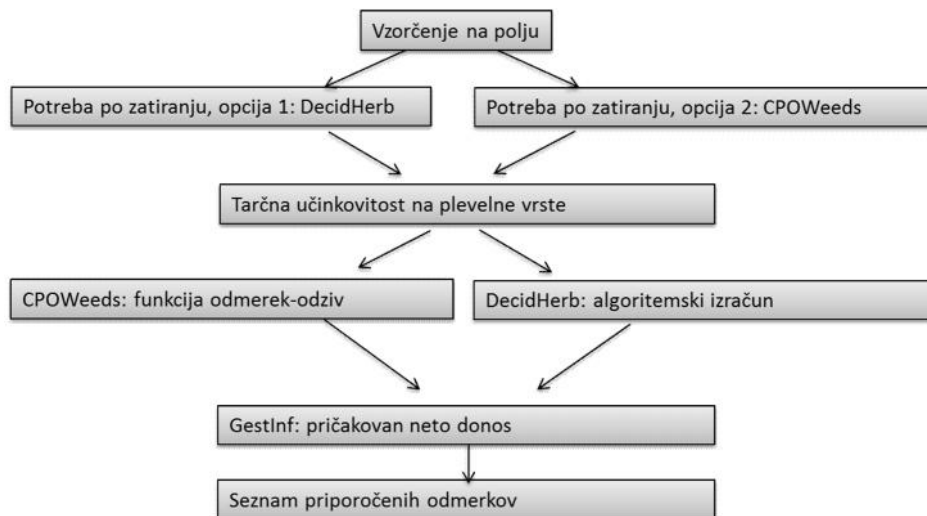 Vzorčenje na polju
Potreba po zatiranju, opcija 1: DecidHerb
Potreba po zatiranju, opcija 2: CPOWeeds
Tarčna učinkovitost na plevelne vrste
CPOWeeds: funkcija odmerek-odziv
DecidHerb: algoritemski izračun
GestInf: pričakovan neto donos
Seznam priporočenih odmerkov